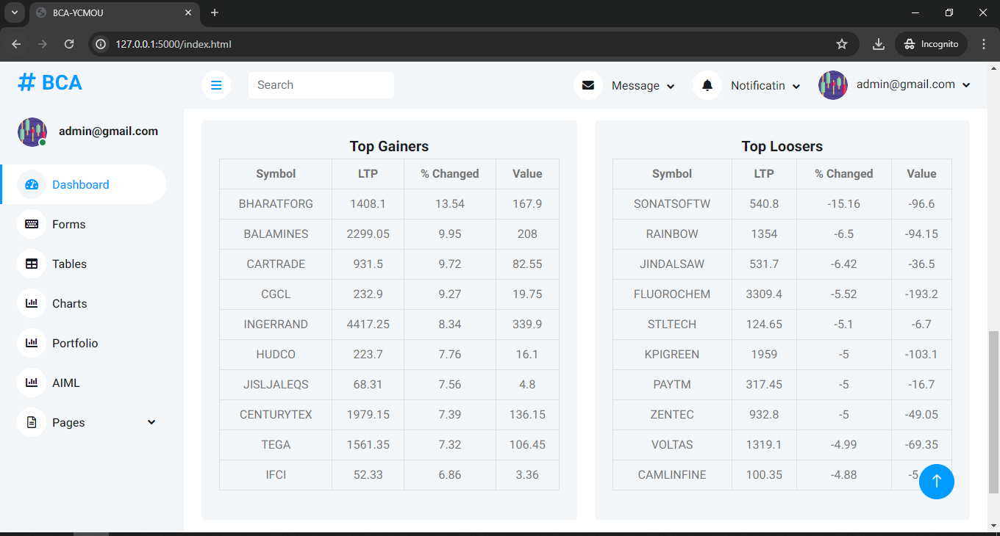 BCA-YCMOU
127.0.0.1:5000/index.html
Incognito
# BCA
Search
Message
Notificatin
admin@gmail.com
admin@gmail.com
Dashboard
Forms
Tables
Charts
Portfolio
AIML
Pages
Top Gainers
Symbol LTP % Changed Value
BHARATFORG 1408.1 13.54 167.9
BALAMINES 2299.05 9.95 208
CARTRADE 931.5 9.72 82.55
CGCL 232.9 9.27 19.75
INGERRAND 4417.25 8.34 339.9
HUDCO 223.7 7.76 16.1
JISLJALEQS 68.31 7.56 4.8
CENTURYTEX 1979.15 7.39 136.15
TEGA 1561.35 7.32 106.45
IFCI 52.33 6.86 3.36
Top Loosers
Symbol LTP % Changed Value
SONATSOFTW 540.8 -15.16 -96.6
RAINBOW 1354 -6.5 -94.15
JINDALSAW 531.7 -6.42 -36.5
FLUOROCHEM 3309.4 -5.52 -193.2
STLTECH 124.65 -5.1 -6.7
KPIGREEN 1959 -5 -103.1
PAYTM 317.45 -5 -16.7
ZENTEC 932.8 -5 -49.05
VOLTAS 1319.1 -4.99 -69.35
CAMLINFINE 100.35 -4.88